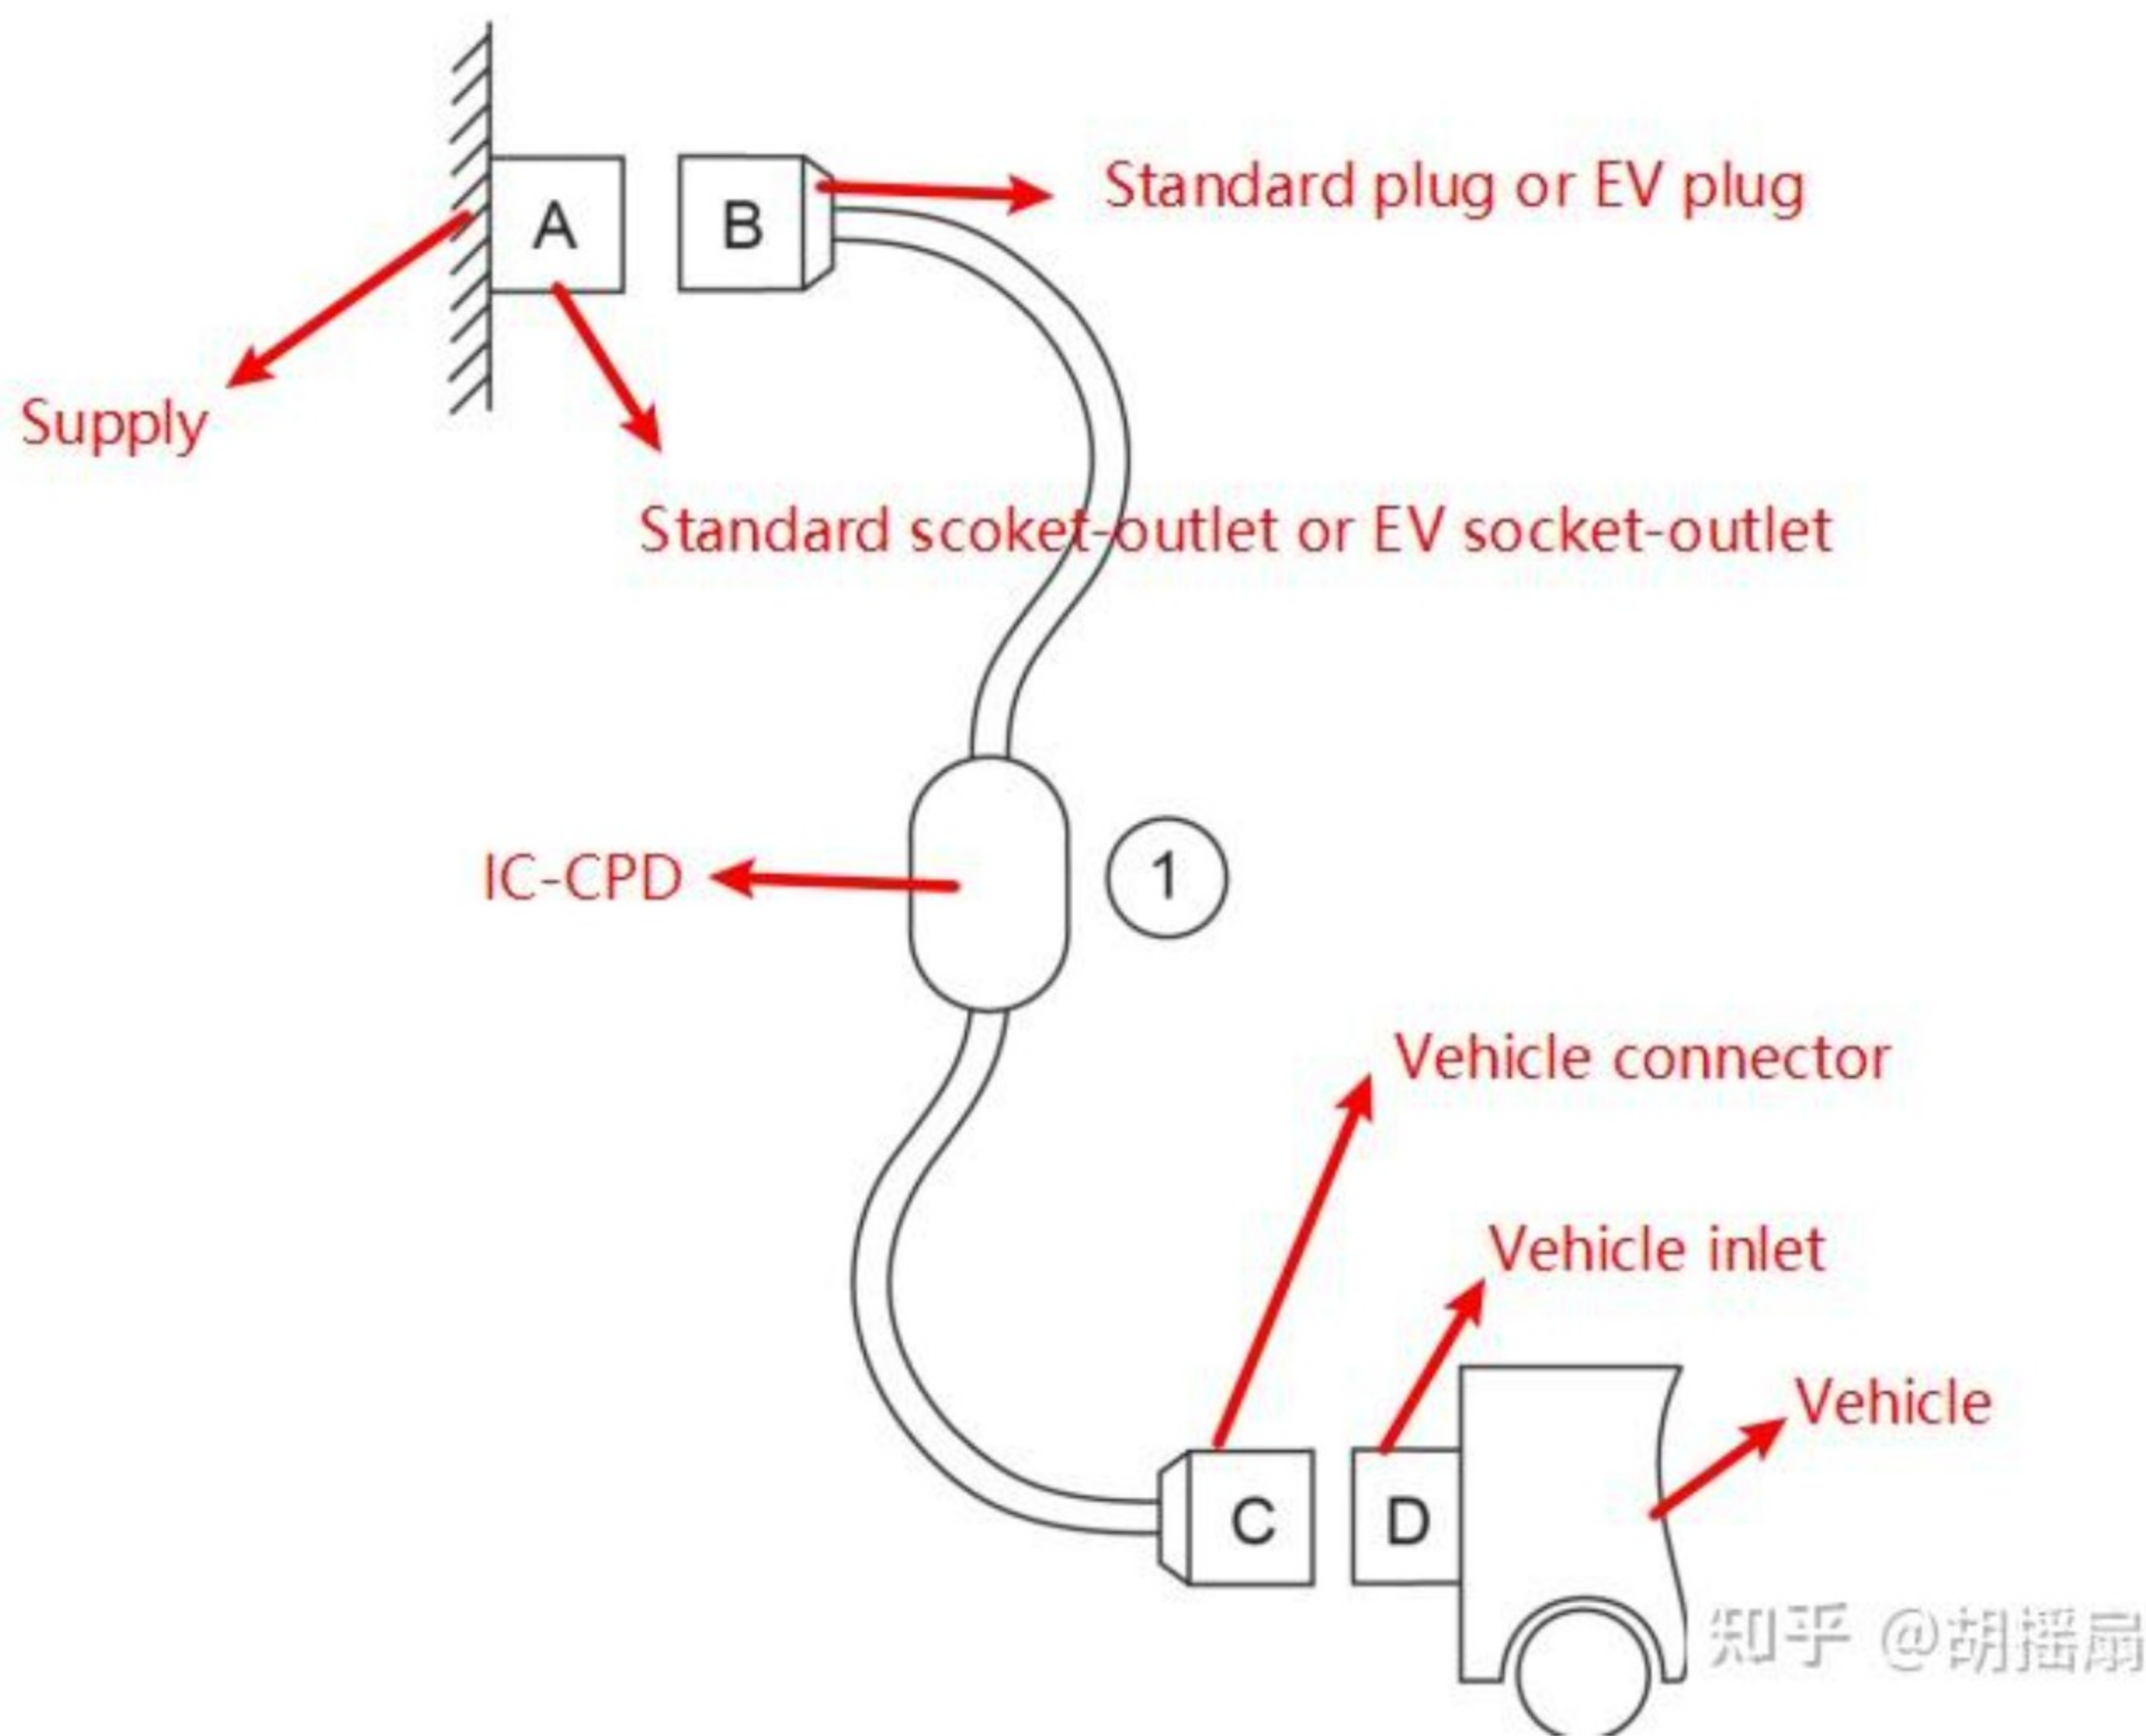 A
B
Standard plug or EV plug
Supply
Standard scoket-outlet or EV socket-outlet
IC-CPD
1
Vehicle connector
Vehicle inlet
Vehicle
C
D
知乎 @胡摇扇